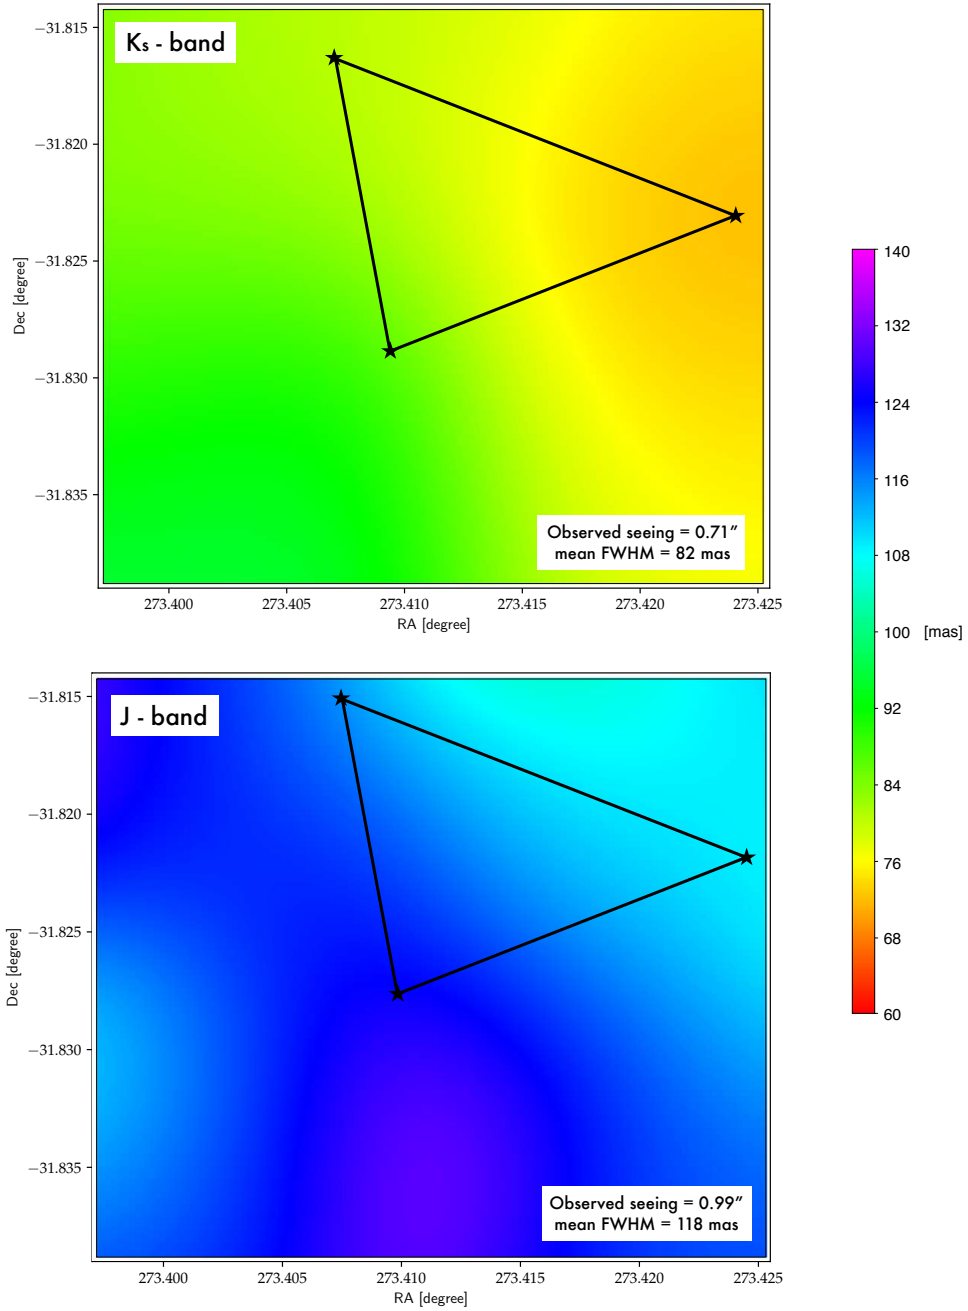 Ks - band
−31.815
−31.820
−31.825
−31.830
−31.835
Dec [degree]
Observed seeing = 0.71″
mean FWHM = 82 mas
273.400 273.405 273.410 273.415 273.420 273.425
RA [degree]
140
132
124
116
108
100 [mas]
92
84
76
68
60
J - band
−31.815
−31.820
−31.825
−31.830
−31.835
Dec [degree]
Observed seeing = 0.99″
mean FWHM = 118 mas
273.400 273.405 273.410 273.415 273.420 273.425
RA [degree]